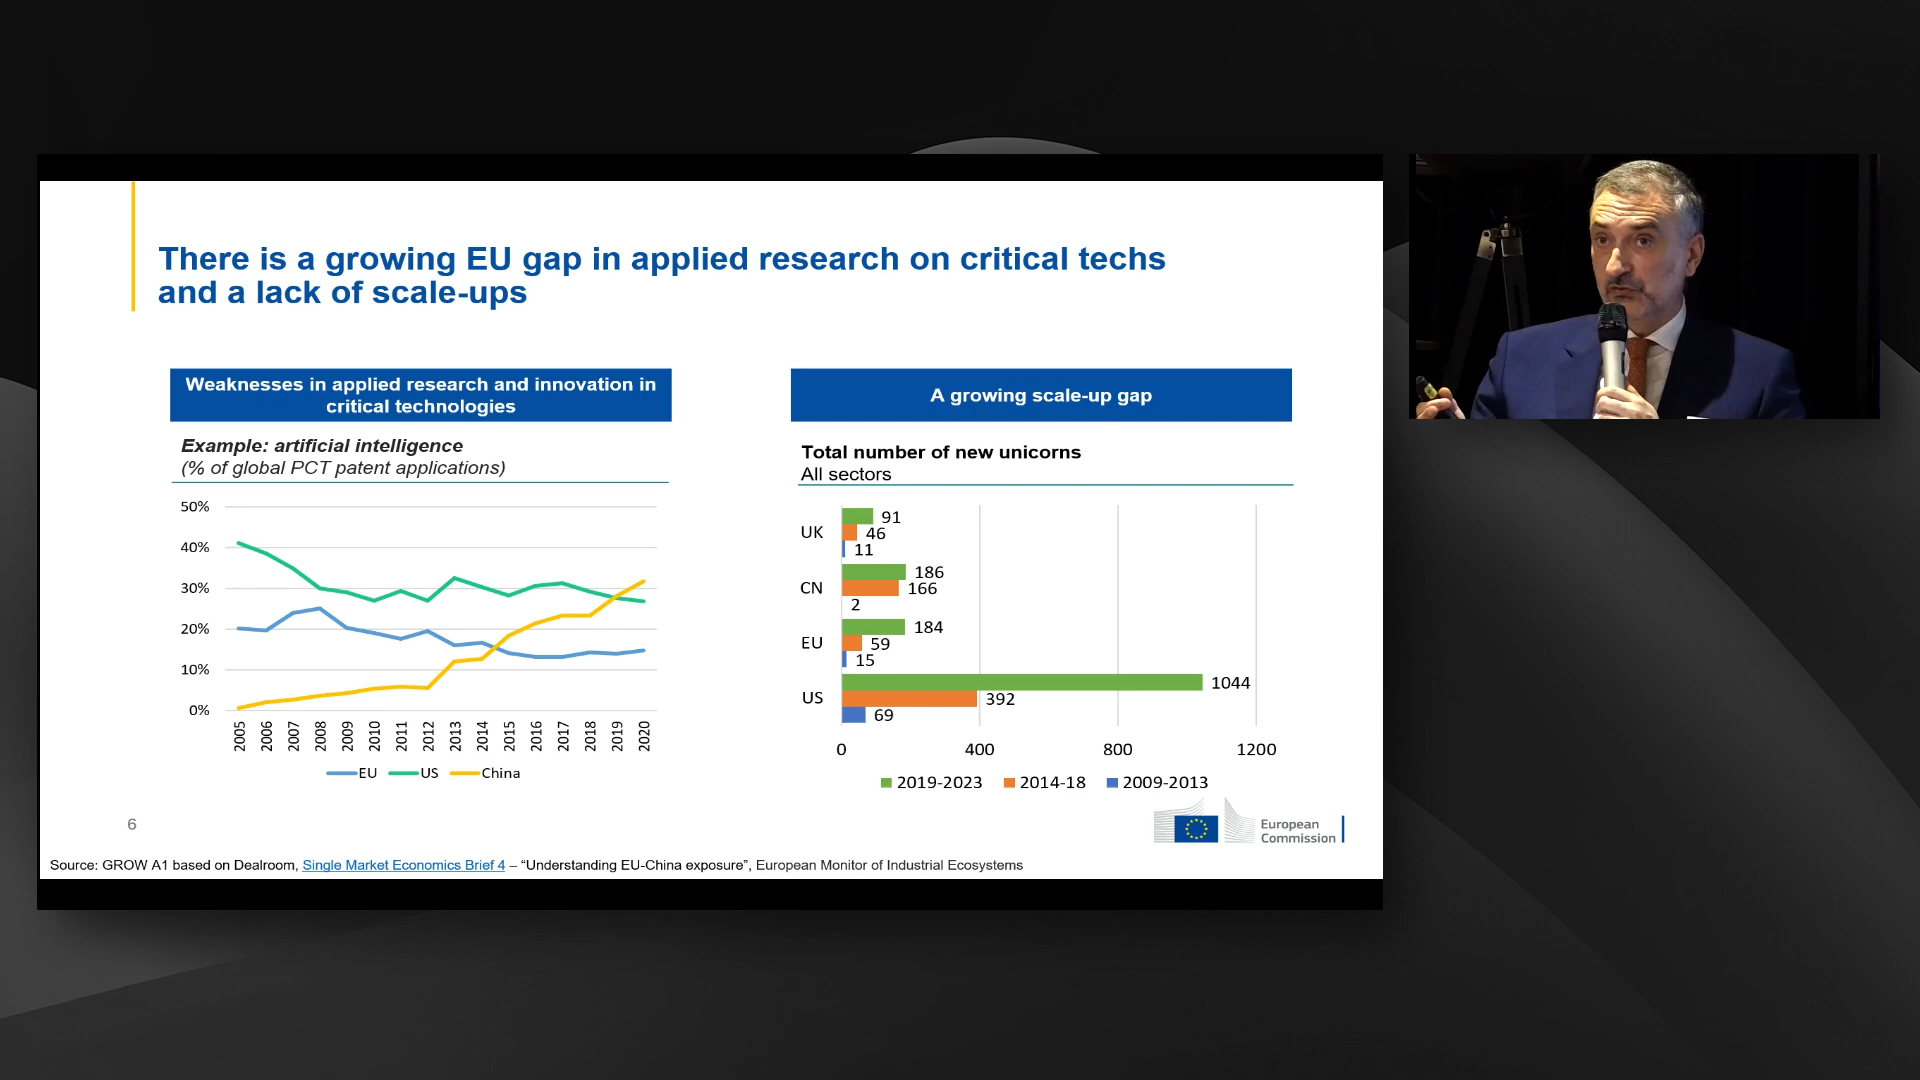 There is a growing EU gap in applied research on critical techs
and a lack of scale-ups
Weaknesses in applied research and innovation in
critical technologies
Example: artificial intelligence
(% of global PCT patent applications)
50%
40%
30%
20%
10%
0%
2005 2006 2007 2008 2009 2010 2011 2012 2013 2014 2015 2016 2017 2018 2019 2020
EU US China
A growing scale-up gap
Total number of new unicorns
All sectors
UK 91 46 11
CN 186 166 2
EU 184 59 15
US 1044 392 69
0 400 800 1200
2019-2023 2014-18 2009-2013
6
European
Commission
Source: GROW A1 based on Dealroom, Single Market Economics Brief 4 – “Understanding EU-China exposure”, European Monitor of Industrial Ecosystems